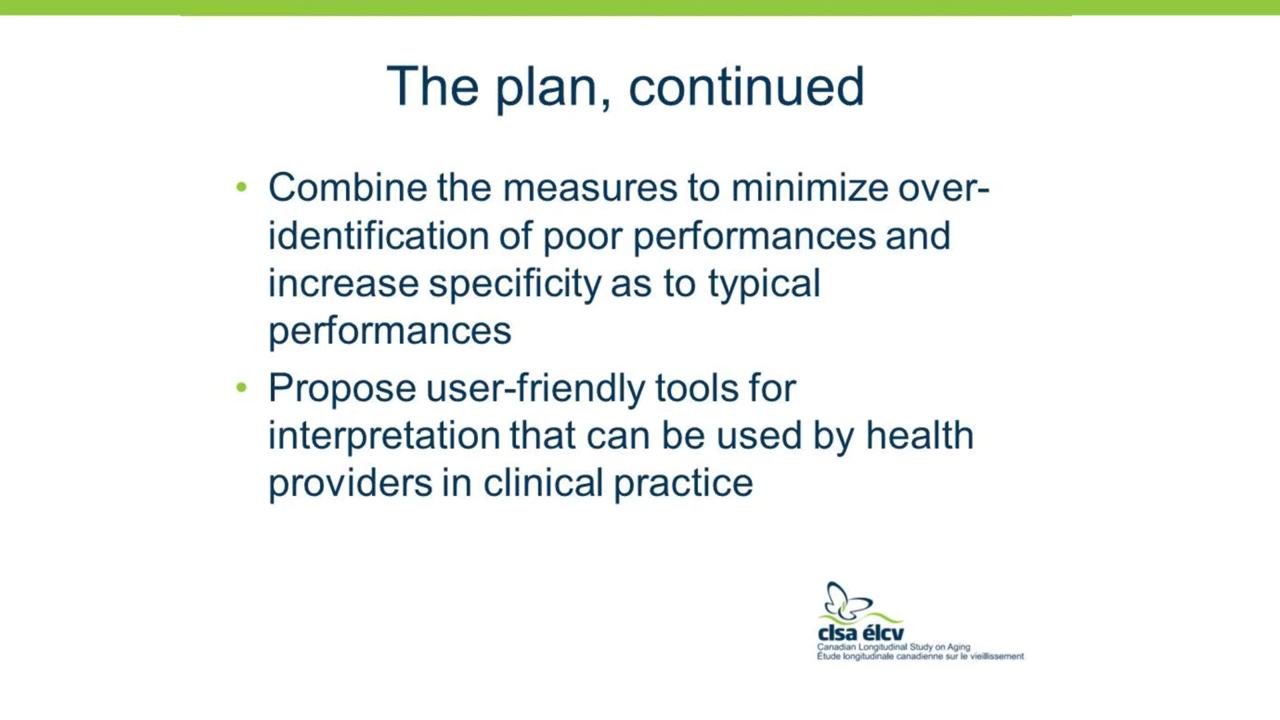 The plan, continued
• Combine the measures to minimize over-
identification of poor performances and
increase specificity as to typical
performances
• Propose user-friendly tools for
interpretation that can be used by health
providers in clinical practice
clsa élcv
Canadian Longitudinal Study on Aging
Étude longitudinale canadienne sur le vieillissement